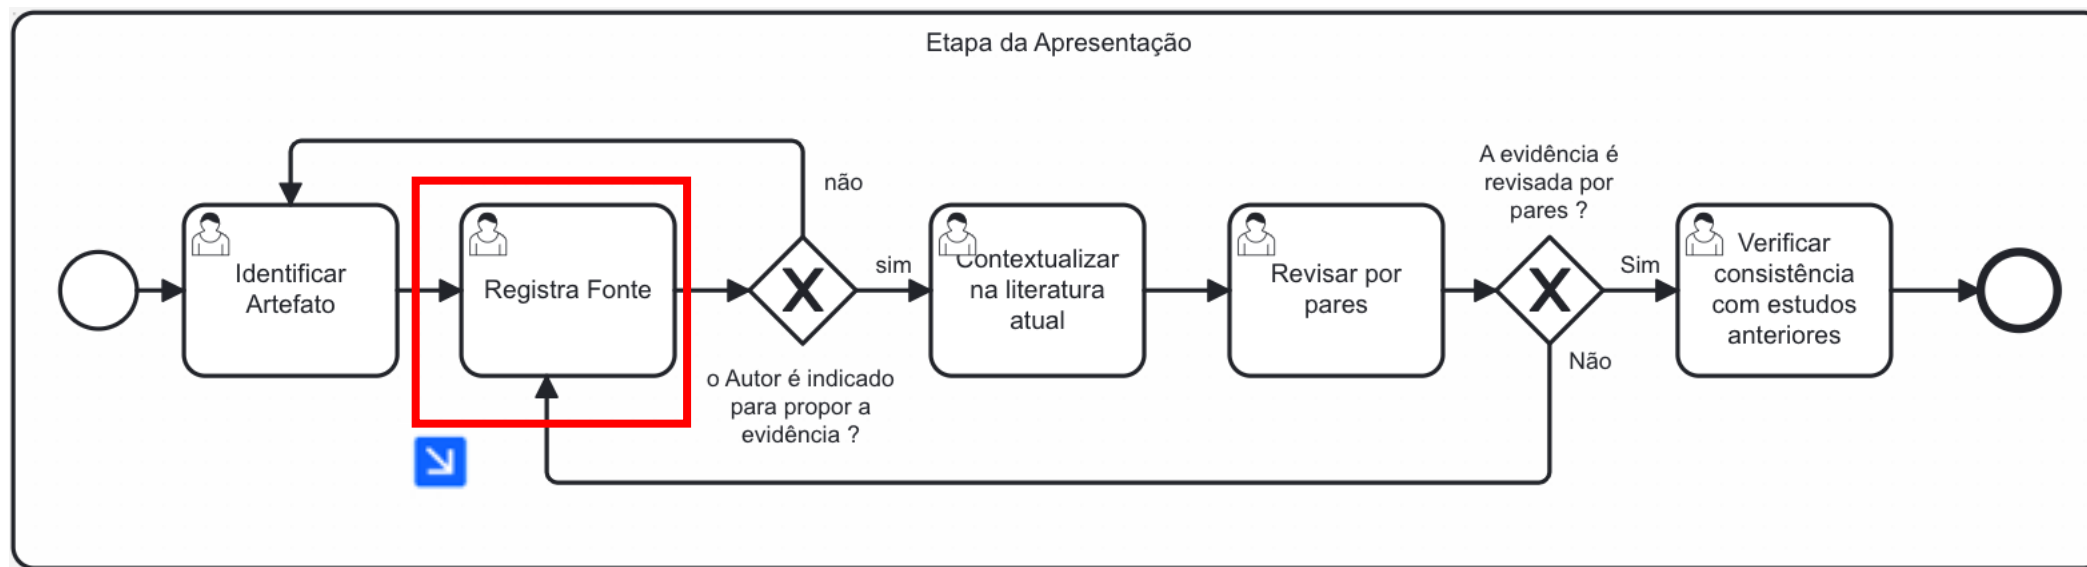 Etapa da Apresentação
Identificar
Artefato
Registra Fonte
não
o Autor é indicado
para propor a
evidência ?
sim
Contextualizar
na literatura
atual
Revisar por
pares
A evidência é
revisada por
pares ?
X
X
Sim
Não
Verificar
consistência
com estudos
anteriores